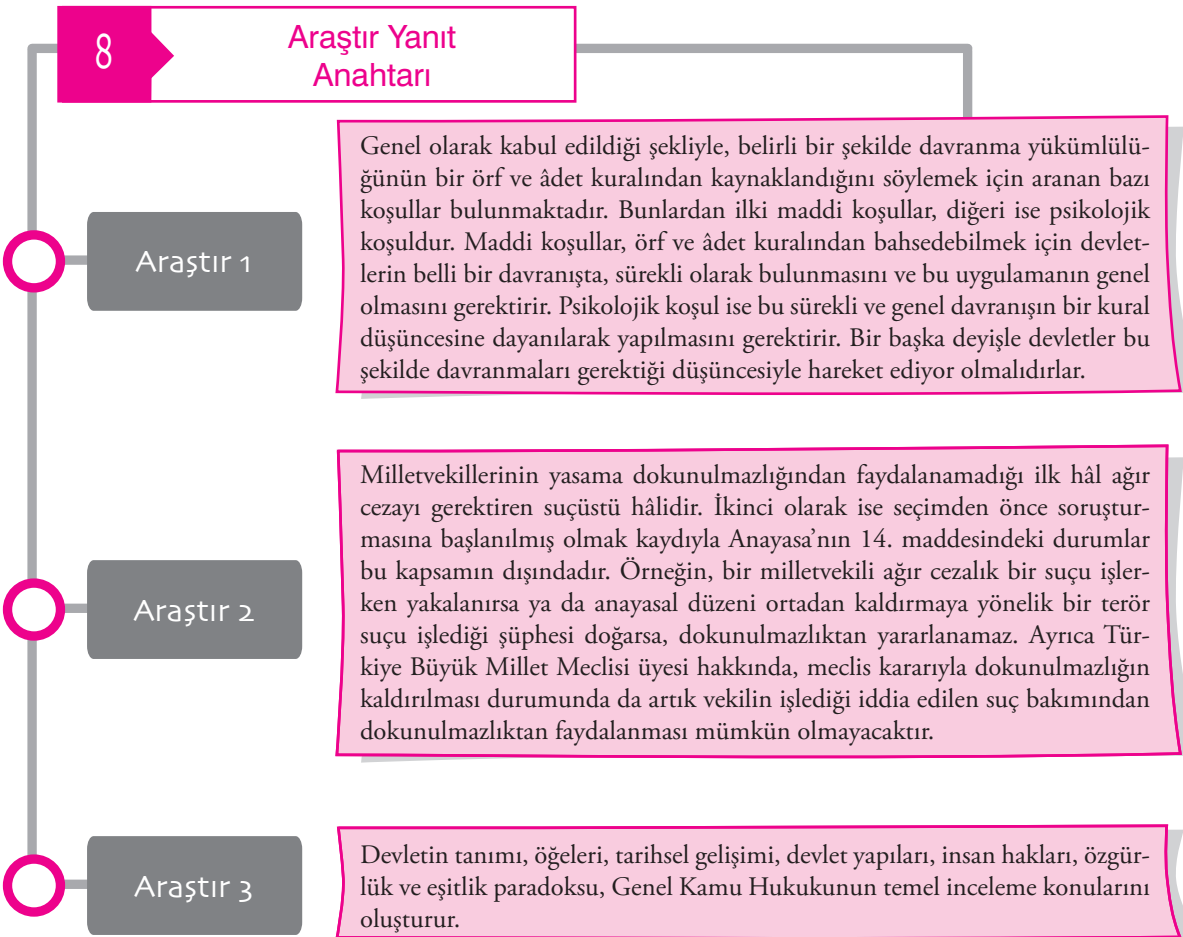 8
Araştır Yanıt
Anahtarı
Araştır 1
Genel olarak kabul edildiği şekliyle, belirli bir şekilde davranma yükümlülü-
ğünün bir örf ve âdet kuralından kaynaklandığını söylemek için aranan bazı
koşullar bulunmaktadır. Bunlardan ilki maddi koşullar, diğeri ise psikolojik
koşuldur. Maddi koşullar, örf ve âdet kuralından bahsedebilmek için devlet-
lerin belli bir davranışta, sürekli olarak bulunmasını ve bu uygulamanın genel
olmasını gerektirir. Psikolojik koşul ise bu sürekli ve genel davranışın bir kural
düşüncesine dayanılarak yapılmasını gerektirir. Bir başka deyişle devletler bu
şekilde davranmaları gerektiği düşüncesiyle hareket ediyor olmalıdırlar.
Araştır 2
Milletvekillerinin yasama dokunulmazlığından faydalanamadığı ilk hâl ağır
cezayı gerektiren suçüstü hâlidir. İkinci olarak ise seçimden önce soruştur-
masına başlanılmış olmak kaydıyla Anayasa’nın 14. maddesindeki durumlar
bu kapsamın dışındadır. Örneğin, bir milletvekili ağır cezalık bir suçu işler-
ken yakalanırsa ya da anayasal düzeni ortadan kaldırmaya yönelik bir terör
suçu işlediği şüphesi doğarsa, dokunulmazlıktan yararlanamaz. Ayrıca Tür-
kiye Büyük Millet Meclisi üyesi hakkında, meclis kararıyla dokunulmazlığın
kaldırılması durumunda da artık vekilin işlediği iddia edilen suç bakımından
dokunulmazlıktan faydalanması mümkün olmayacaktır.
Araştır 3
Devletin tanımı, öğeleri, tarihsel gelişimi, devlet yapıları, insan hakları, özgür-
lük ve eşitlik paradoksu, Genel Kamu Hukukunun temel inceleme konularını
oluşturur.